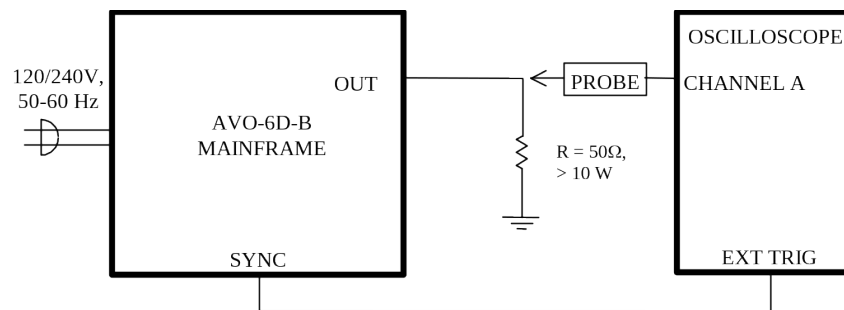 OSCILLOSCOPE
120/240V,
50-60 Hz
OUT
PROBE
CHANNEL A
AVO-6D-B
MAINFRAME
R = 50Ω,
> 10 W
SYNC
EXT TRIG